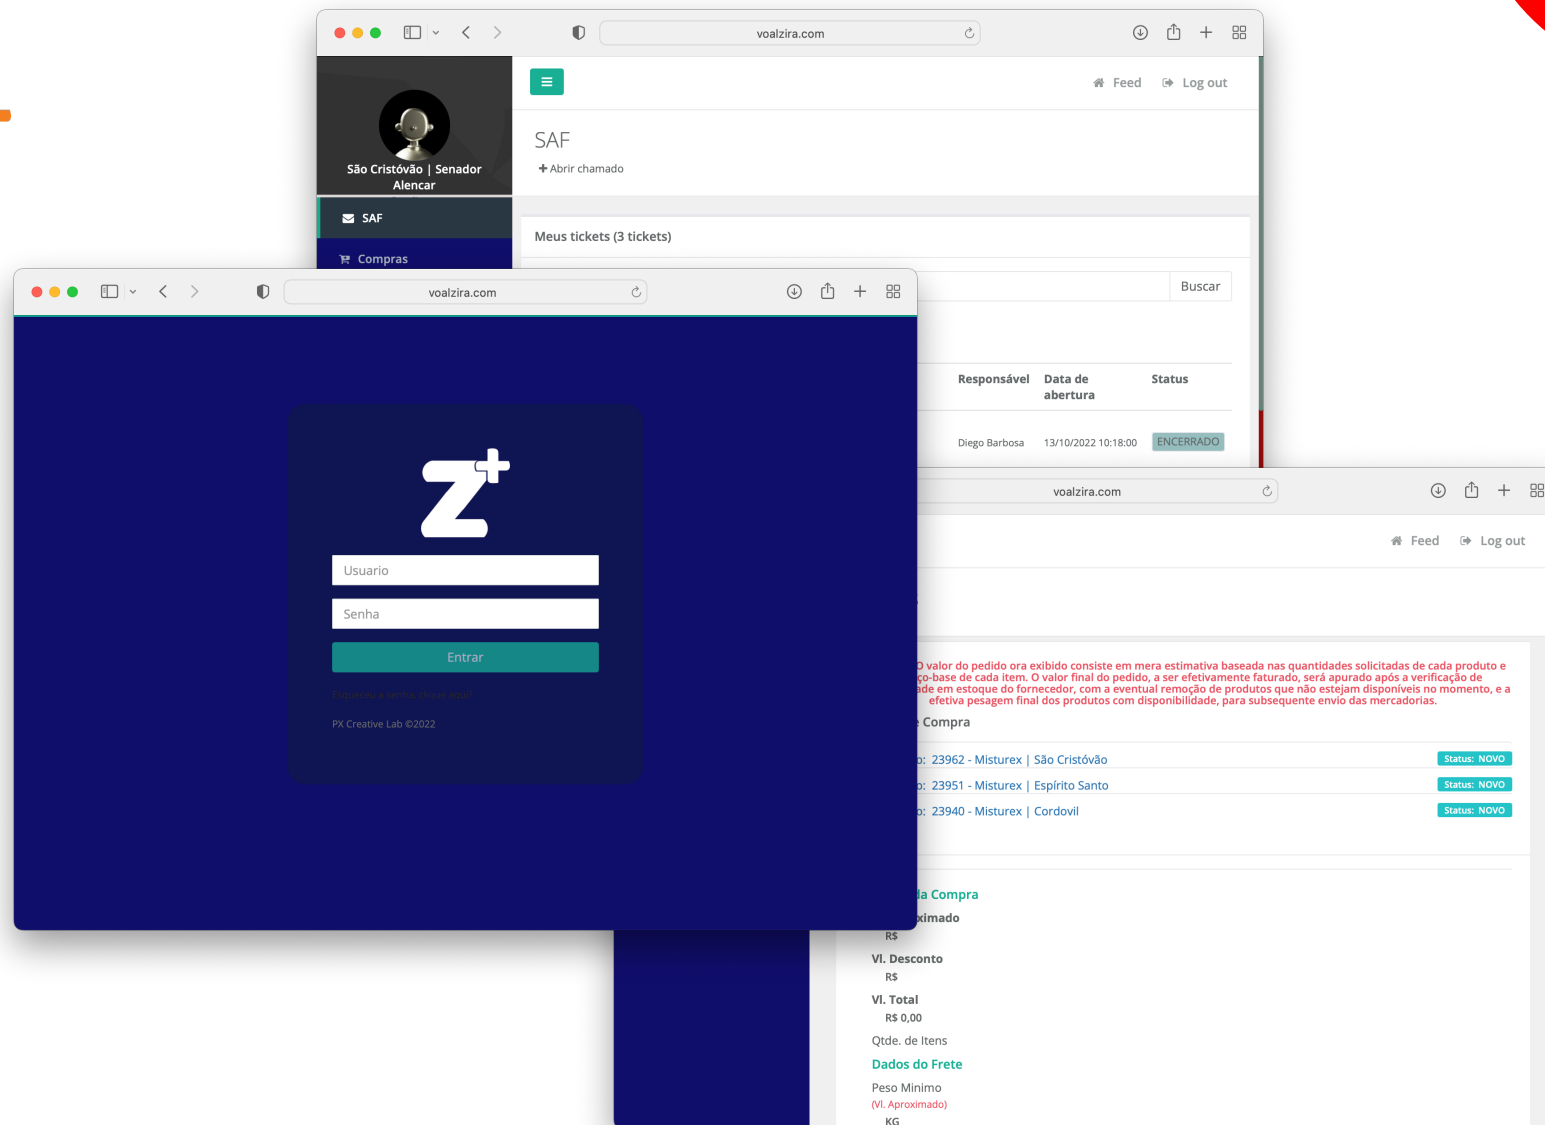 voalzira.com
Feed
Log out
São Cristóvão | Senador
Alencar
SAF
+ Abrir chamado
SAF
Compras
Meus tickets (3 tickets)
Buscar
Responsável
Data de
abertura
Status
Diego Barbosa
13/10/2022 10:18:00
ENCERRADO
voalzira.com
z+
Usuario
Senha
Entrar
PX Creative Lab ©2022
voalzira.com
Feed
Log out
O valor do pedido ora exibido consiste em mera estimativa baseada nas quantidades solicitadas de cada produto e
de cada item. O valor final do pedido, a ser efetivamente faturado, será apurado após a verificação de
em estoque do fornecedor, com a eventual remoção de produtos que não estejam disponíveis no momento, e a
efetiva pesagem final dos produtos com disponibilidade, para subsequente envio das mercadorias.
Compra
23962 - Misturex | São Cristóvão
Status: NOVO
23951 - Misturex | Espírito Santo
Status: NOVO
23940 - Misturex | Cordovil
Status: NOVO
da Compra
R$
Vl. Desconto
R$
Vl. Total
R$ 0,00
Qtde. de Itens
Dados do Frete
Peso Minimo
(Vl. Aproximado)
KG